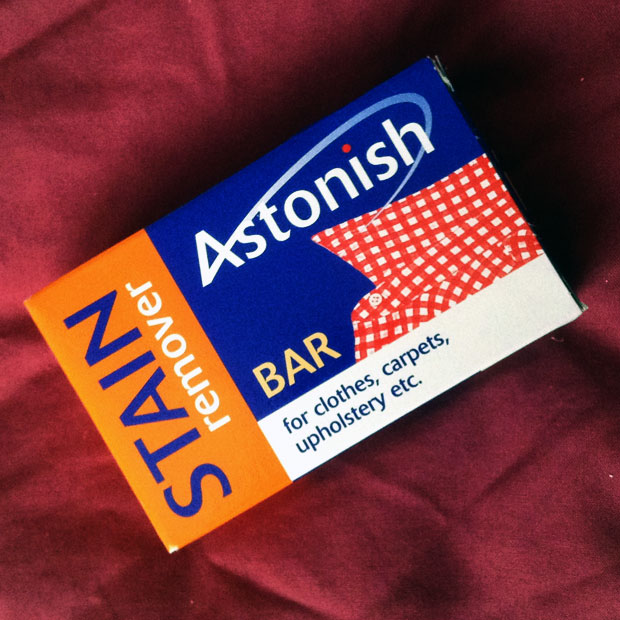 Astonish
STAIN
remover
BAR
for clothes, carpets,
upholstery etc.